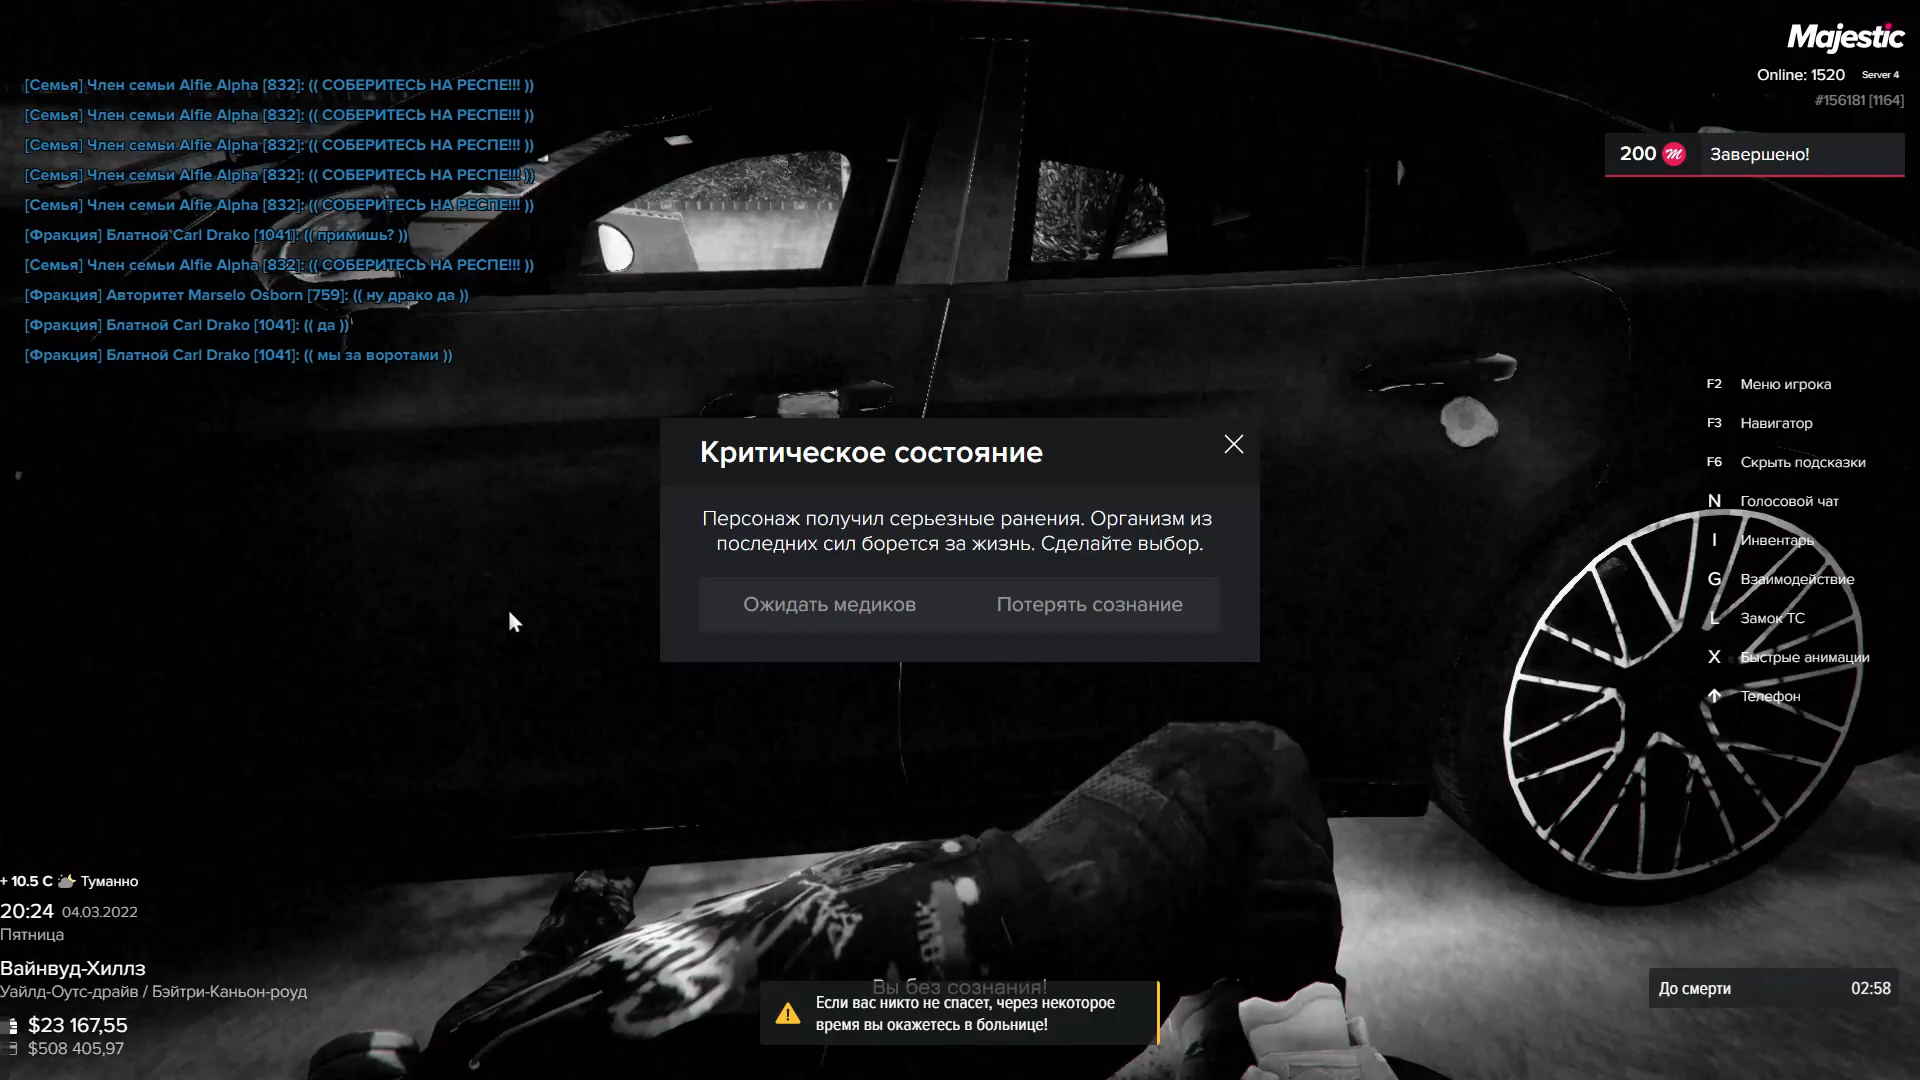 Majestic
Online: 1520 Server 4
#156181 [1164]
200 Завершено!
[Семья] Член семьи Alfie Alpha [832]: (( СОБЕРИТЕСЬ НА РЕСПЕ!!! ))
[Семья] Член семьи Alfie Alpha [832]: (( СОБЕРИТЕСЬ НА РЕСПЕ!!! ))
[Семья] Член семьи Alfie Alpha [832]: (( СОБЕРИТЕСЬ НА РЕСПЕ!!! ))
[Семья] Член семьи Alfie Alpha [832]: (( СОБЕРИТЕСЬ НА РЕСПЕ!!! ))
[Семья] Член семьи Alfie Alpha [832]: (( СОБЕРИТЕСЬ НА РЕСПЕ!!! ))
[Фракция] Блатной Carl Drako [1041]: (( примишь? ))
[Семья] Член семьи Alfie Alpha [832]: (( СОБЕРИТЕСЬ НА РЕСПЕ!!! ))
[Фракция] Авторитет Marselo Osborn [759]: (( ну драко да ))
[Фракция] Блатной Carl Drako [1041]: (( да ))
[Фракция] Блатной Carl Drako [1041]: (( мы за воротами ))
F2 Меню игрока
F3 Навигатор
F6 Скрыть подсказки
N Голосовой чат
I Инвентарь
G Взаимодействие
L Замок ТС
X Быстрые анимации
↑ Телефон
Критическое состояние
Персонаж получил серьезные ранения. Организм из
последних сил борется за жизнь. Сделайте выбор.
Ожидать медиков Потерять сознание
+ 10.5 C Туманно
20:24 04.03.2022
Пятница
Вайнвуд-Хиллз
Уайлд-Оутс-драйв / Бэйтри-Каньон-роуд
$23 167,55
$508 405,97
Вы без сознания!
Если вас никто не спасет, через некоторое
время вы окажетесь в больнице!
До смерти 02:58